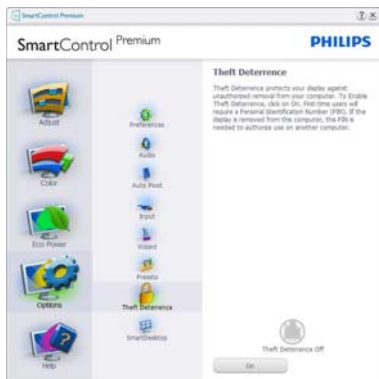 SmartControl Premium
SmartControl Premium
PHILIPS
Adjust
Color
Eco Power
Options
Help
Preferences
Audio
Auto Pivot
Input
Wizard
Presets
Theft Deterrence
SmartDesktop
Theft Deterrence
Theft Deterrence protects your display against
unauthorized removal from your computer. To Enable
Theft Deterrence, click on On. First time users will
require a Personal Identification Number (PIN). If the
display is removed from this computer, this PIN is
needed to authorize use on another computer.
Theft Deterrence Off
On